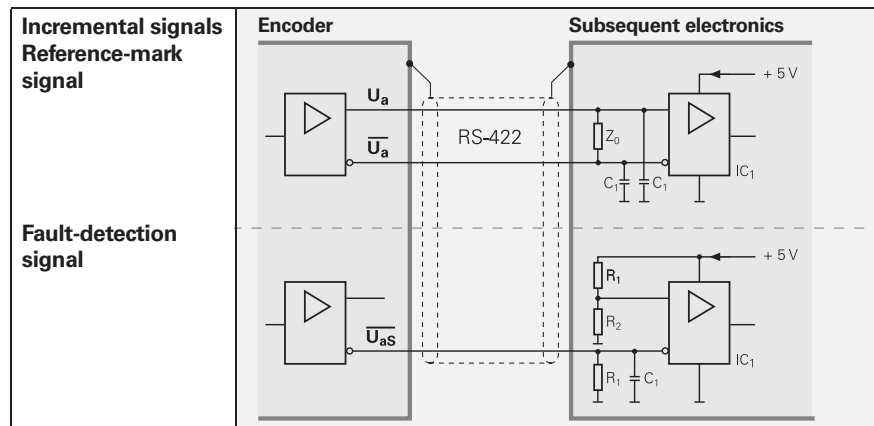 Incremental signals
Reference-mark
signal
Encoder
Subsequent electronics
+ 5 V
Ua
RS-422
Z0
Ua
C1
C1
IC1
Fault-detection
signal
+ 5 V
R1
R2
UaS
IC1
R1
C1